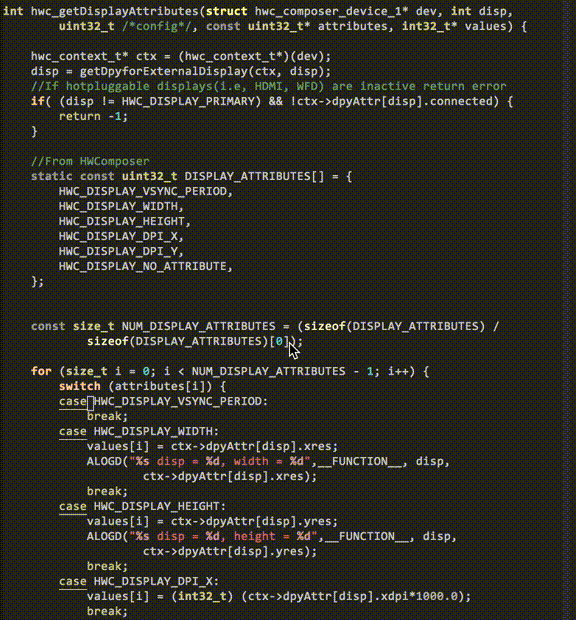 int hwc_getDisplayAttributes(struct hwc_composer_device_1* dev, int disp,
        uint32_t /*config*/, const uint32_t* attributes, int32_t* values) {

    hwc_context_t* ctx = (hwc_context_t*)(dev);
    disp = getDpyforExternalDisplay(ctx, disp);
    //If hotpluggable displays(i.e, HDMI, WFD) are inactive return error
    if( (disp != HWC_DISPLAY_PRIMARY) && !ctx->dpyAttr[disp].connected) {
        return -1;
    }

    //From HWComposer
    static const uint32_t DISPLAY_ATTRIBUTES[] = {
        HWC_DISPLAY_VSYNC_PERIOD,
        HWC_DISPLAY_WIDTH,
        HWC_DISPLAY_HEIGHT,
        HWC_DISPLAY_DPI_X,
        HWC_DISPLAY_DPI_Y,
        HWC_DISPLAY_NO_ATTRIBUTE,
    };

    const size_t NUM_DISPLAY_ATTRIBUTES = (sizeof(DISPLAY_ATTRIBUTES) /
            sizeof(DISPLAY_ATTRIBUTES)[0]);

    for (size_t i = 0; i < NUM_DISPLAY_ATTRIBUTES - 1; i++) {
        switch (attributes[i]) {
        case HWC_DISPLAY_VSYNC_PERIOD:
            break;
        case HWC_DISPLAY_WIDTH:
            values[i] = ctx->dpyAttr[disp].xres;
            ALOGD("%s disp = %d, width = %d",__FUNCTION__, disp,
                    ctx->dpyAttr[disp].xres);
            break;
        case HWC_DISPLAY_HEIGHT:
            values[i] = ctx->dpyAttr[disp].yres;
            ALOGD("%s disp = %d, height = %d",__FUNCTION__, disp,
                    ctx->dpyAttr[disp].yres);
            break;
        case HWC_DISPLAY_DPI_X:
            values[i] = (int32_t) (ctx->dpyAttr[disp].xdpi*1000.0);
            break;